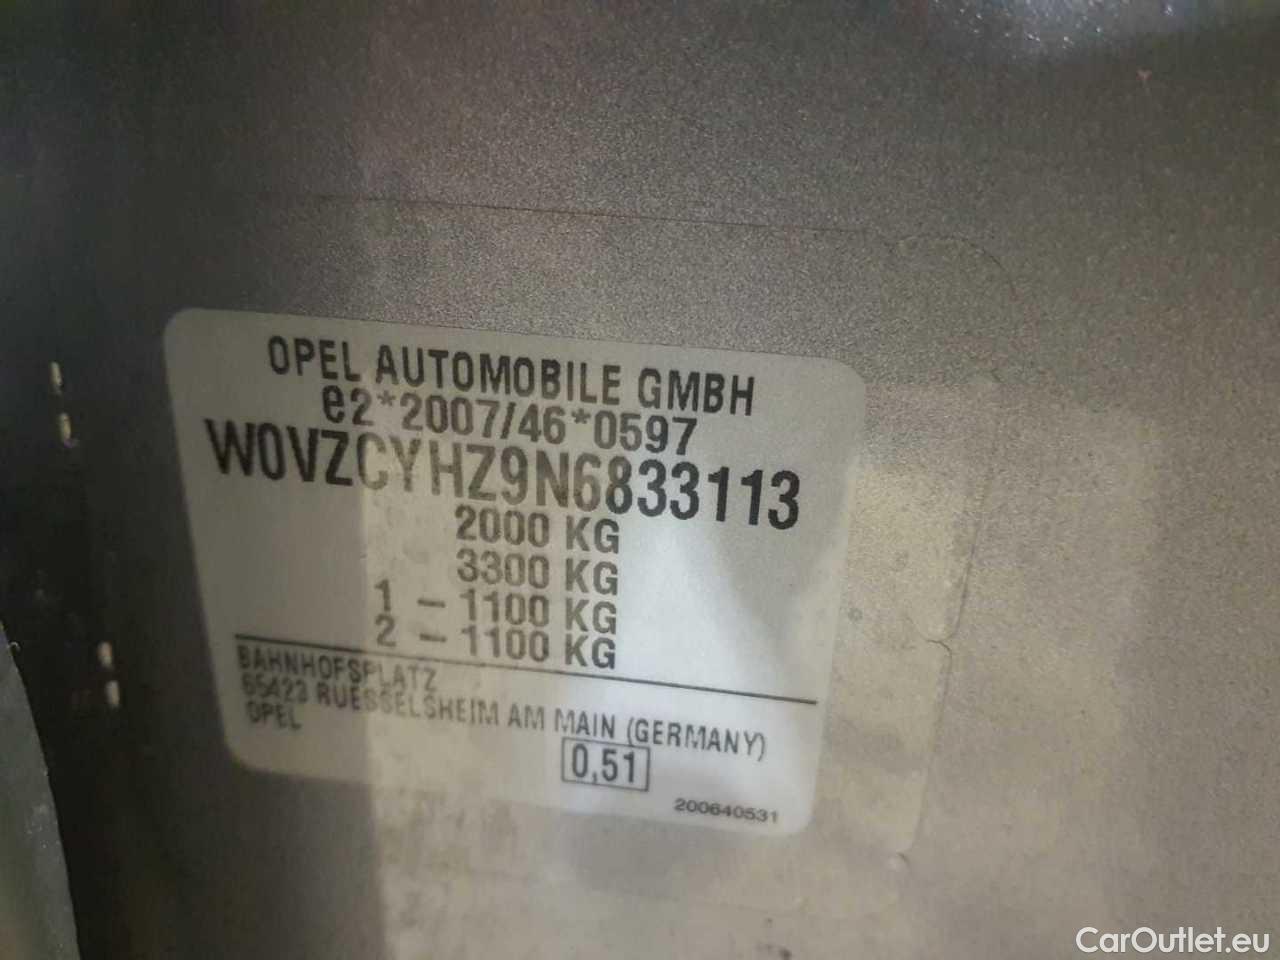 OPEL AUTOMOBILE GMBH
e2*2007/46*0597
W0VZCYHZ9N6833113
2000 KG
3300 KG
1 - 1100 KG
2 - 1100 KG
BAHNHOFSPLATZ
65423 RUESSELSHEIM AM MAIN (GERMANY)
OPEL
0,51
200640531
CarOutlet.eu